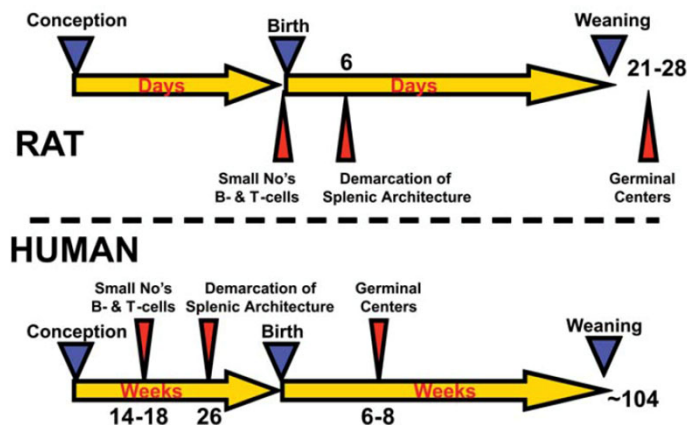 Conception
Birth
Weaning
6
21-28
Days
Days
RAT
Small No's
B- & T-cells
Demarcation of
Splenic Architecture
Germinal
Centers
HUMAN
Small No's
B- & T-cells
Demarcation of
Splenic Architecture
Germinal
Centers
Conception
Birth
Weaning
Weeks
Weeks
~104
14-18
26
6-8